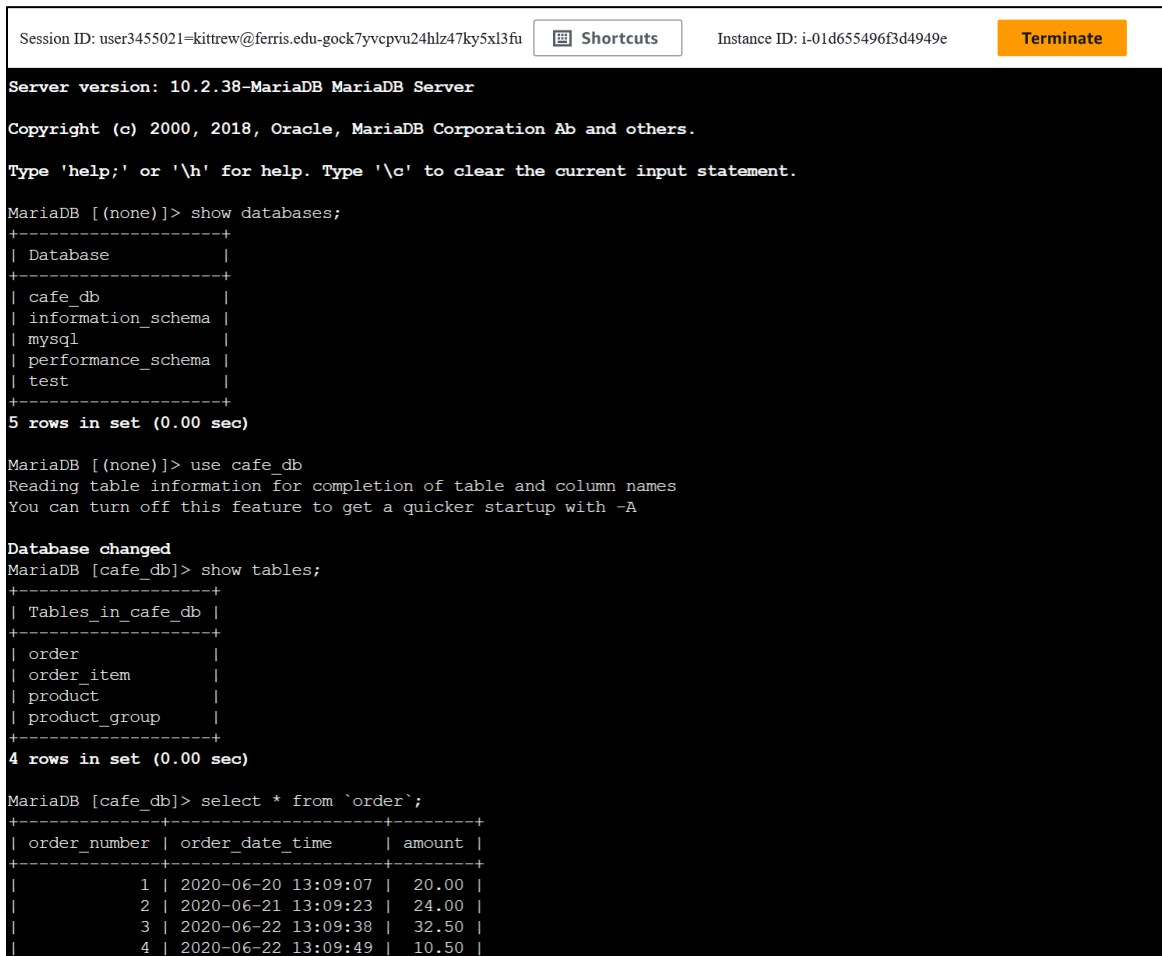 Session ID: user3455021=kittrew@ferris.edu-gock7yvcpvu24hlz47ky5xl3fu Shortcuts Instance ID: i-01d655496f3d4949e Terminate
Server version: 10.2.38-MariaDB MariaDB Server
Copyright (c) 2000, 2018, Oracle, MariaDB Corporation Ab and others.
Type 'help;' or '\h' for help. Type '\c' to clear the current input statement.
MariaDB [(none)]> show databases;
+--------------------+
| Database           |
+--------------------+
| cafe_db            |
| information_schema |
| mysql              |
| performance_schema |
| test               |
+--------------------+
5 rows in set (0.00 sec)
MariaDB [(none)]> use cafe_db
Reading table information for completion of table and column names
You can turn off this feature to get a quicker startup with -A
Database changed
MariaDB [cafe_db]> show tables;
+-------------------+
| Tables_in_cafe_db |
+-------------------+
| order             |
| order_item        |
| product           |
| product_group     |
+-------------------+
4 rows in set (0.00 sec)
MariaDB [cafe_db]> select * from `order`;
+--------------+---------------------+--------+
| order_number | order_date_time     | amount |
+--------------+---------------------+--------+
|            1 | 2020-06-20 13:09:07 |  20.00 |
|            2 | 2020-06-21 13:09:23 |  24.00 |
|            3 | 2020-06-22 13:09:38 |  32.50 |
|            4 | 2020-06-22 13:09:49 |  10.50 |